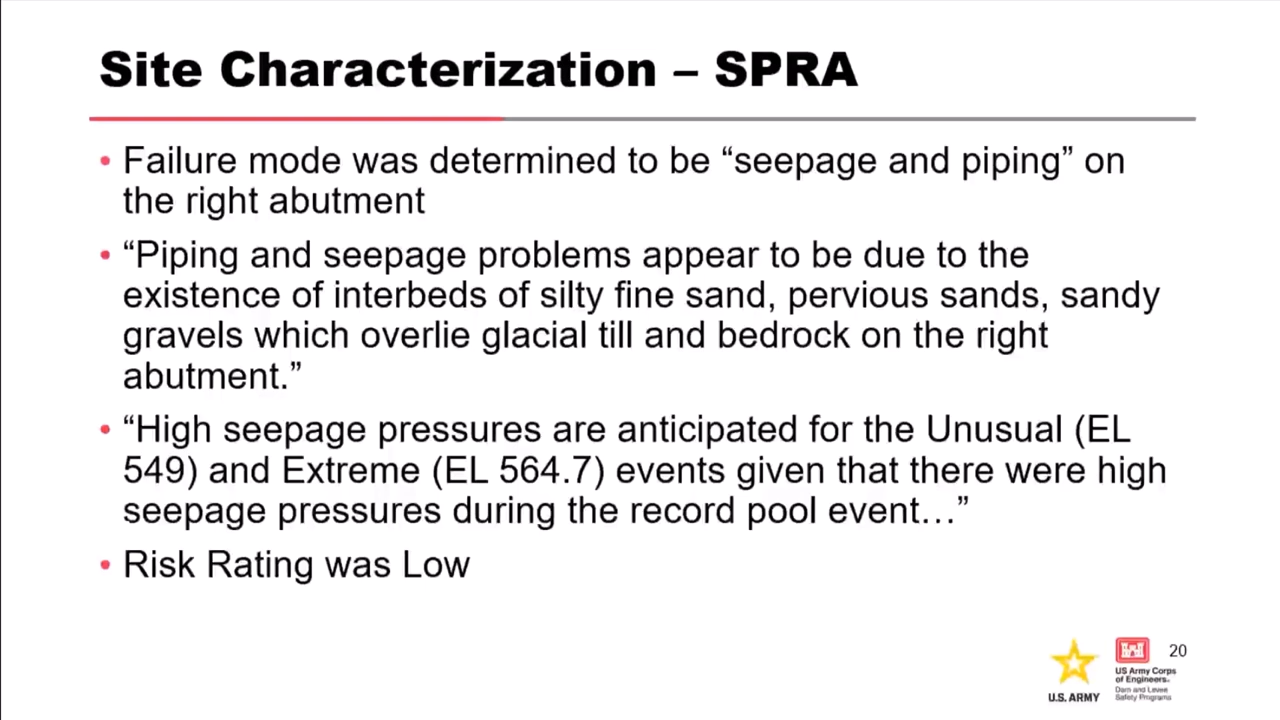 Site Characterization – SPRA
• Failure mode was determined to be “seepage and piping” on
the right abutment
• “Piping and seepage problems appear to be due to the
existence of interbeds of silty fine sand, pervious sands, sandy
gravels which overlie glacial till and bedrock on the right
abutment.”
• “High seepage pressures are anticipated for the Unusual (EL
549) and Extreme (EL 564.7) events given that there were high
seepage pressures during the record pool event…”
• Risk Rating was Low
U.S. ARMY
US Army Corps
of Engineers®
Dam and Levee
Safety Programs
20